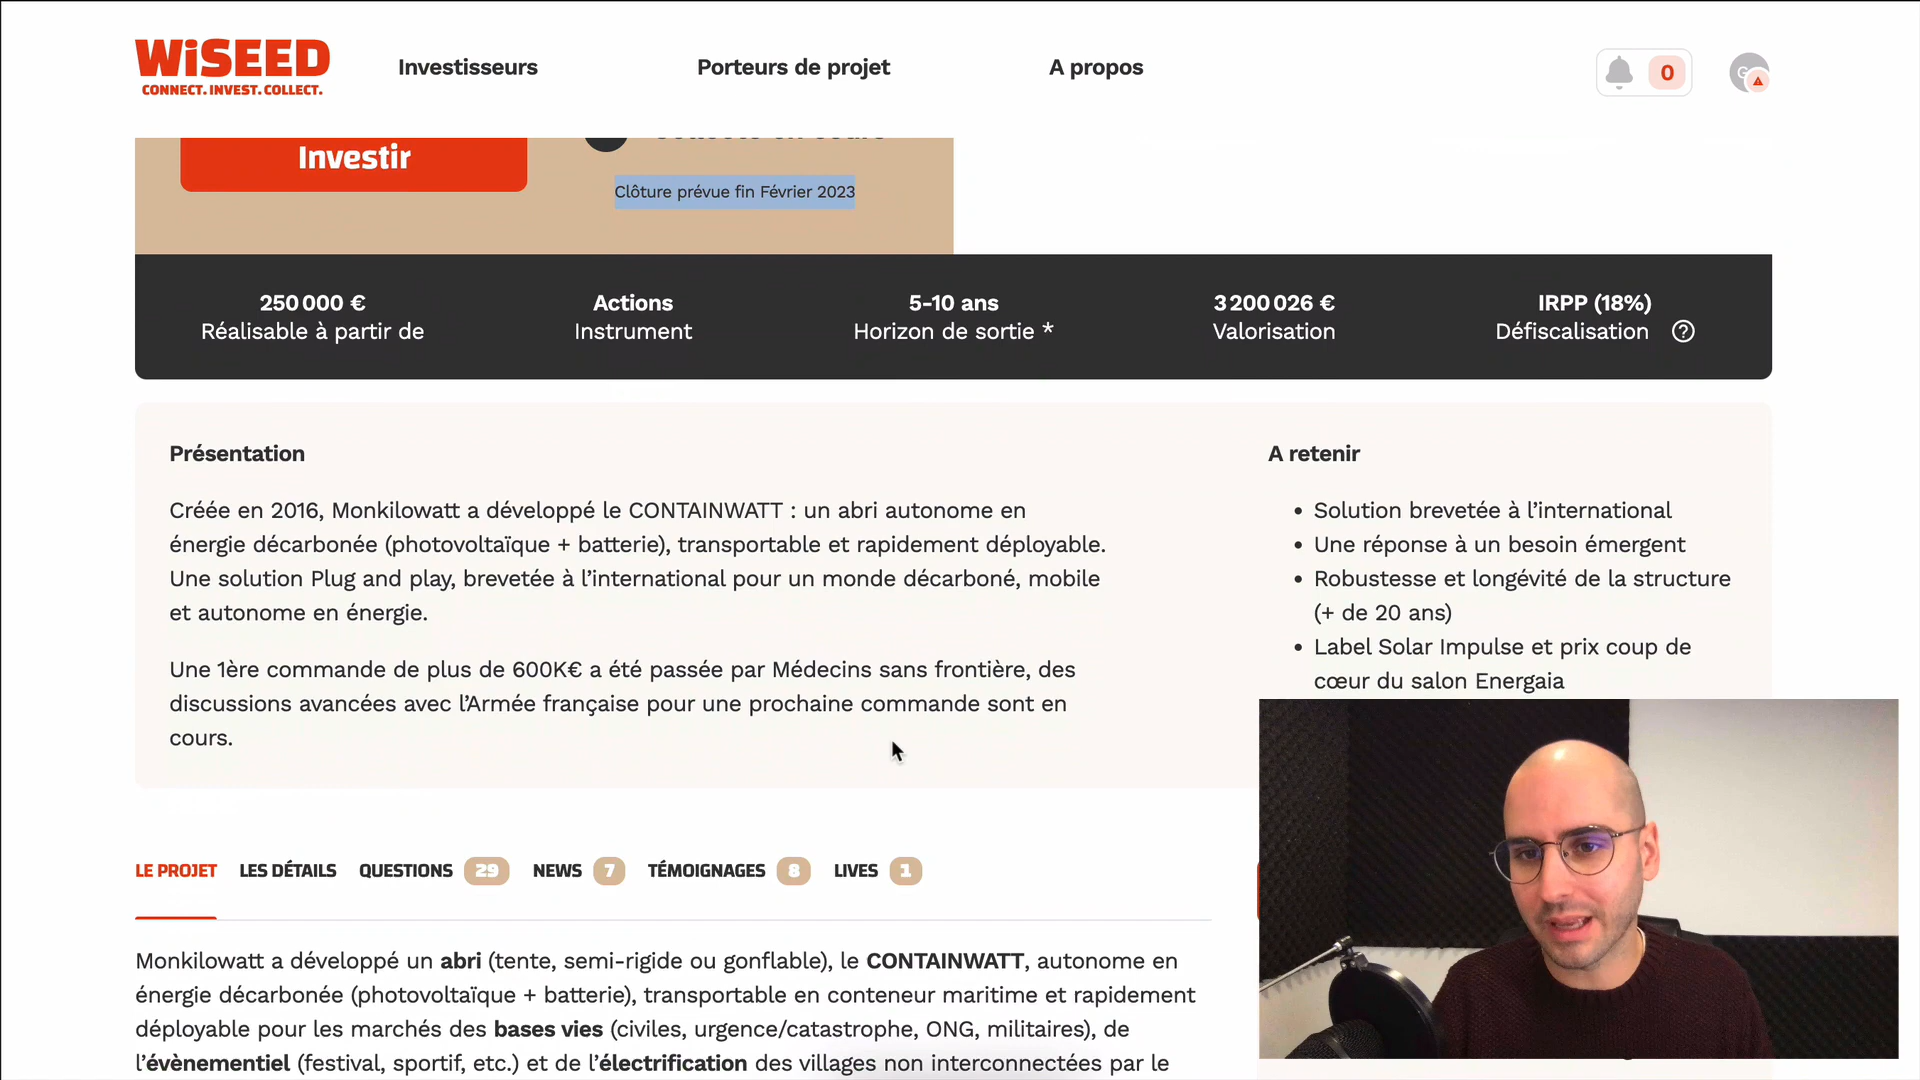 WiSEED
CONNECT. INVEST. COLLECT.
Investisseurs
Porteurs de projet
A propos
0
Investir
Clôture prévue fin Février 2023
250 000 €
Réalisable à partir de
Actions
Instrument
5-10 ans
Horizon de sortie *
3 200 026 €
Valorisation
IRPP (18%)
Défiscalisation ?
Présentation
Créée en 2016, Monkilowatt a développé le CONTAINWATT : un abri autonome en
énergie décarbonée (photovoltaïque + batterie), transportable et rapidement déployable.
Une solution Plug and play, brevetée à l'international pour un monde décarboné, mobile
et autonome en énergie.
Une 1ère commande de plus de 600K€ a été passée par Médecins sans frontière, des
discussions avancées avec l'Armée française pour une prochaine commande sont en
cours.
A retenir
• Solution brevetée à l'international
• Une réponse à un besoin émergent
• Robustesse et longévité de la structure
(+ de 20 ans)
• Label Solar Impulse et prix coup de
cœur du salon Energaia
LE PROJET
LES DÉTAILS
QUESTIONS 29
NEWS 7
TÉMOIGNAGES 8
LIVES 1
Monkilowatt a développé un abri (tente, semi-rigide ou gonflable), le CONTAINWATT, autonome en
énergie décarbonée (photovoltaïque + batterie), transportable en conteneur maritime et rapidement
déployable pour les marchés des bases vies (civiles, urgence/catastrophe, ONG, militaires), de
l'évènementiel (festival, sportif, etc.) et de l'électrification des villages non interconnectées par le